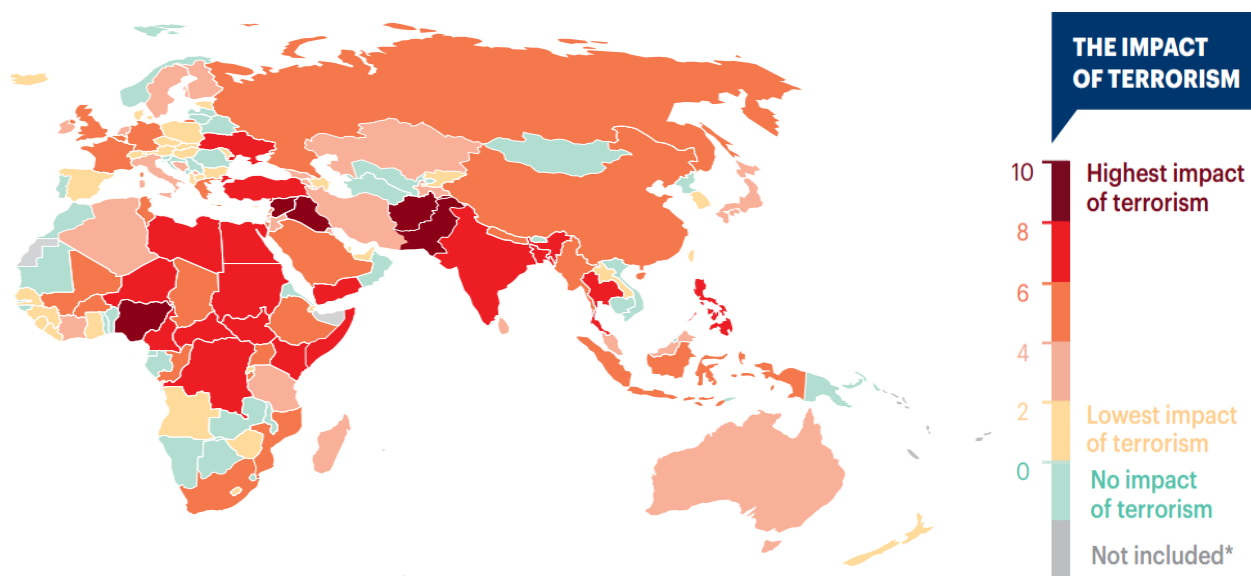 THE IMPACT
OF TERRORISM
10
Highest impact
of terrorism
8
6
4
2
Lowest impact
of terrorism
0
No impact
of terrorism
Not included*